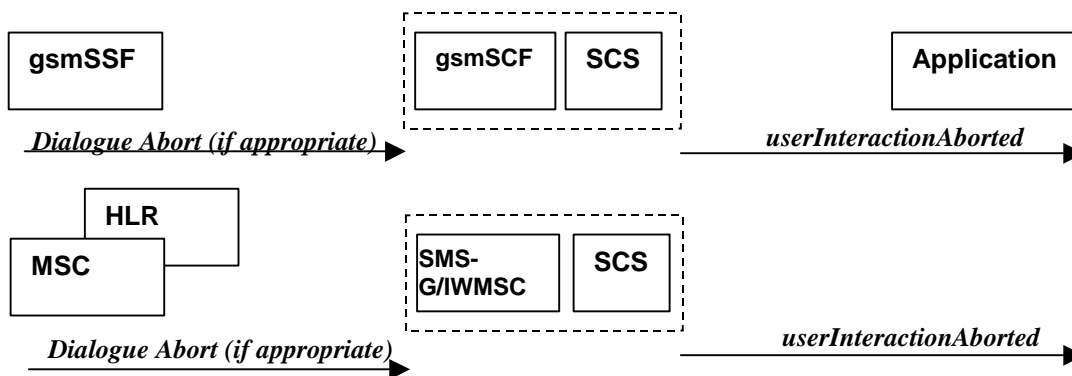 gsmSSF
gsmSCF
SCS
Application
Dialogue Abort (if appropriate)
userInteractionAborted
HLR
MSC
SMS-
G/IWMSC
SCS
Dialogue Abort (if appropriate)
userInteractionAborted